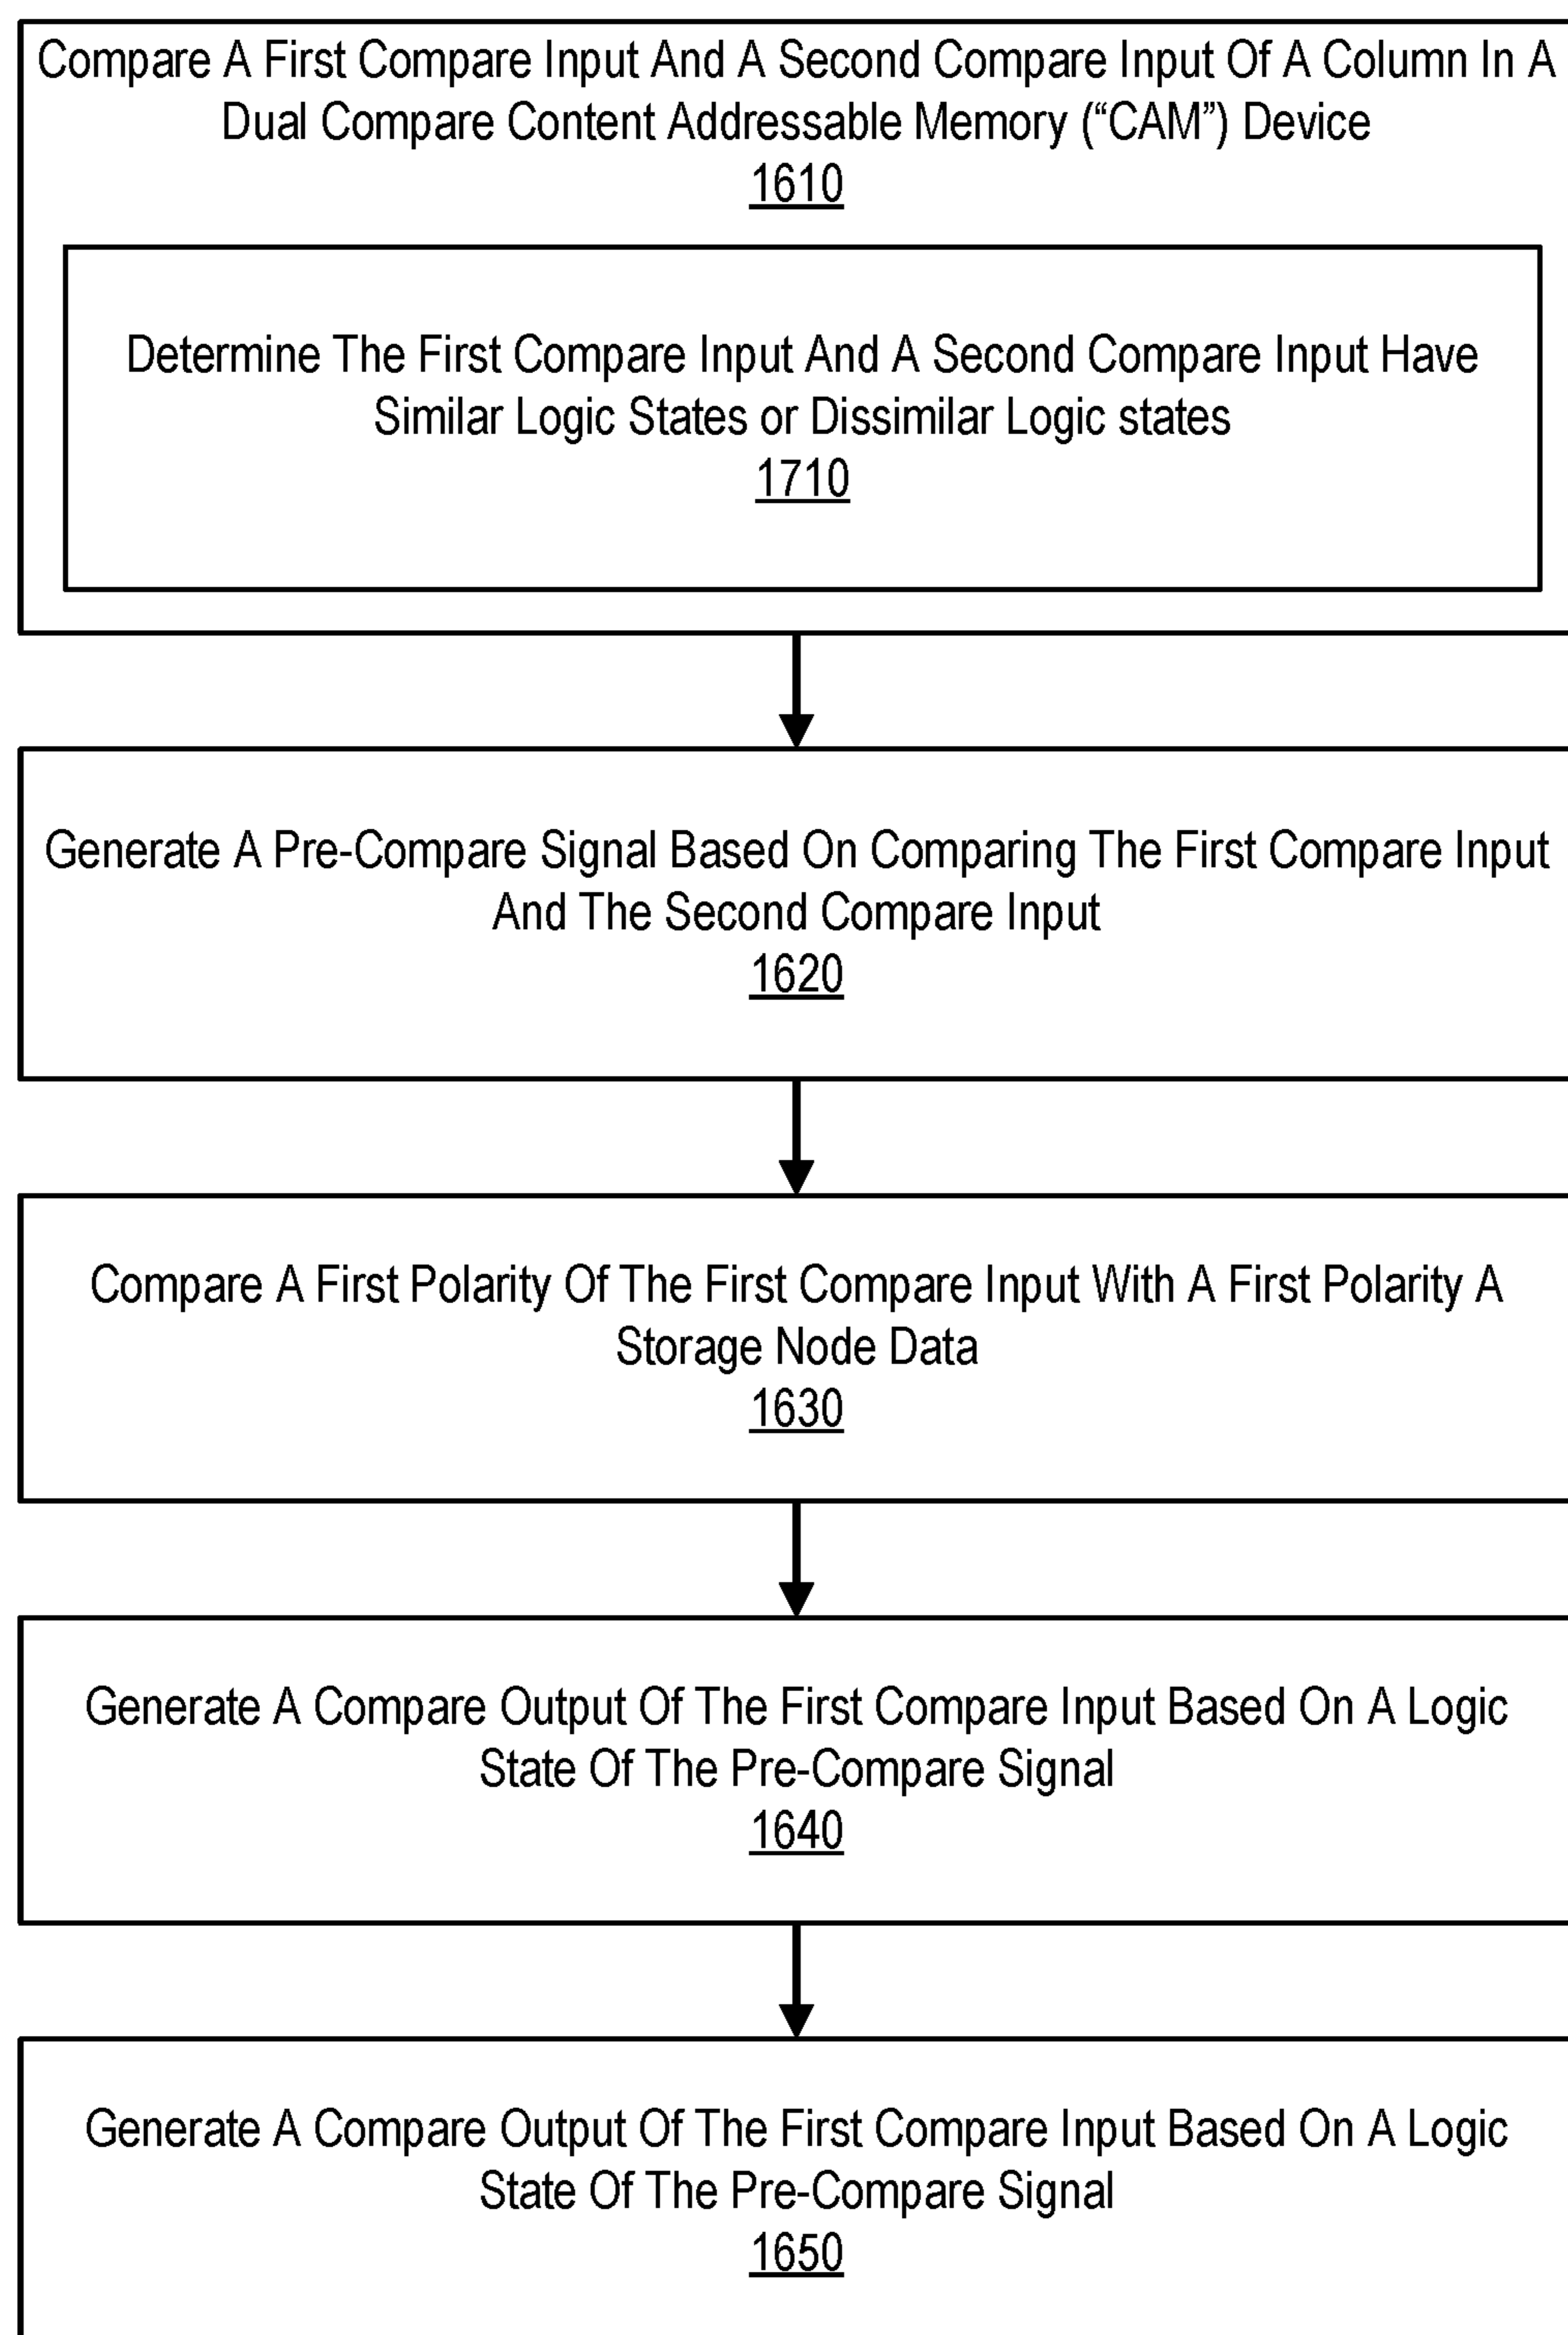 Compare A First Compare Input And A Second Compare Input Of A Column In A
Dual Compare Content Addressable Memory (“CAM”) Device
1610
Determine The First Compare Input And A Second Compare Input Have
Similar Logic States or Dissimilar Logic states
1710
Generate A Pre-Compare Signal Based On Comparing The First Compare Input
And The Second Compare Input
1620
Compare A First Polarity Of The First Compare Input With A First Polarity A
Storage Node Data
1630
Generate A Compare Output Of The First Compare Input Based On A Logic
State Of The Pre-Compare Signal
1640
Generate A Compare Output Of The First Compare Input Based On A Logic
State Of The Pre-Compare Signal
1650